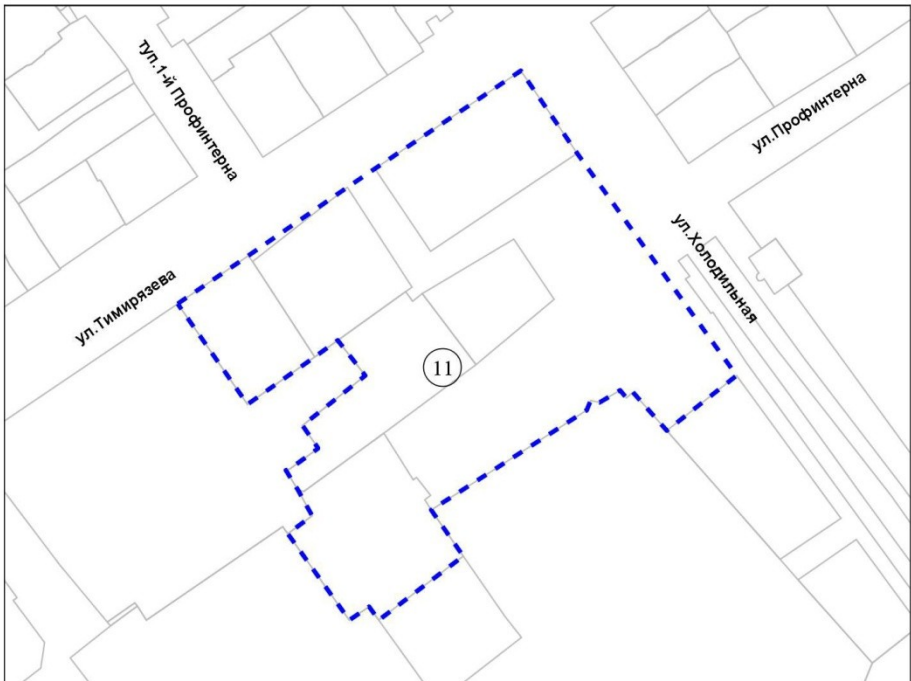 туп.1-й Профинтерна
ул.Профинтерна
ул.Холодильная
ул.Тимирязева
11